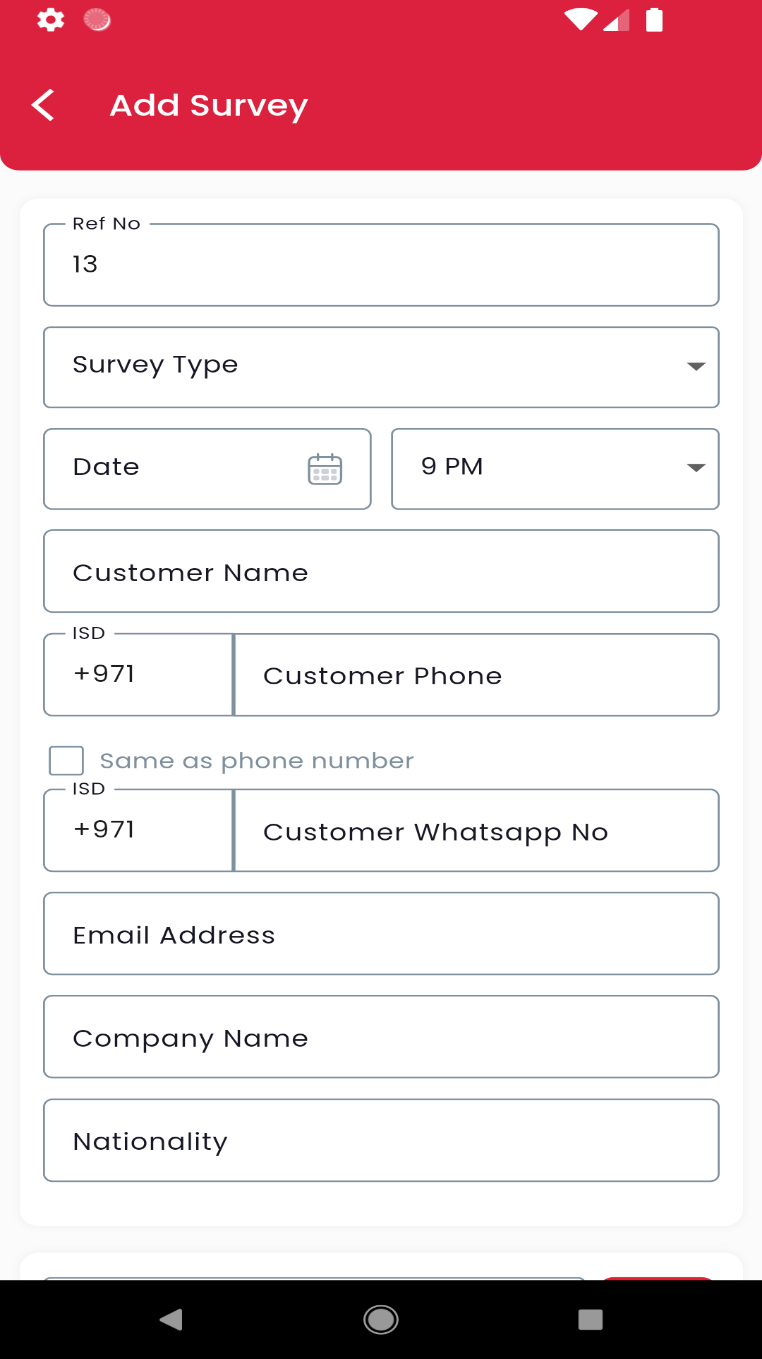 Add Survey
Ref No
13
Survey Type
Date
9 PM
Customer Name
ISD
+971
Customer Phone
Same as phone number
ISD
+971
Customer Whatsapp No
Email Address
Company Name
Nationality